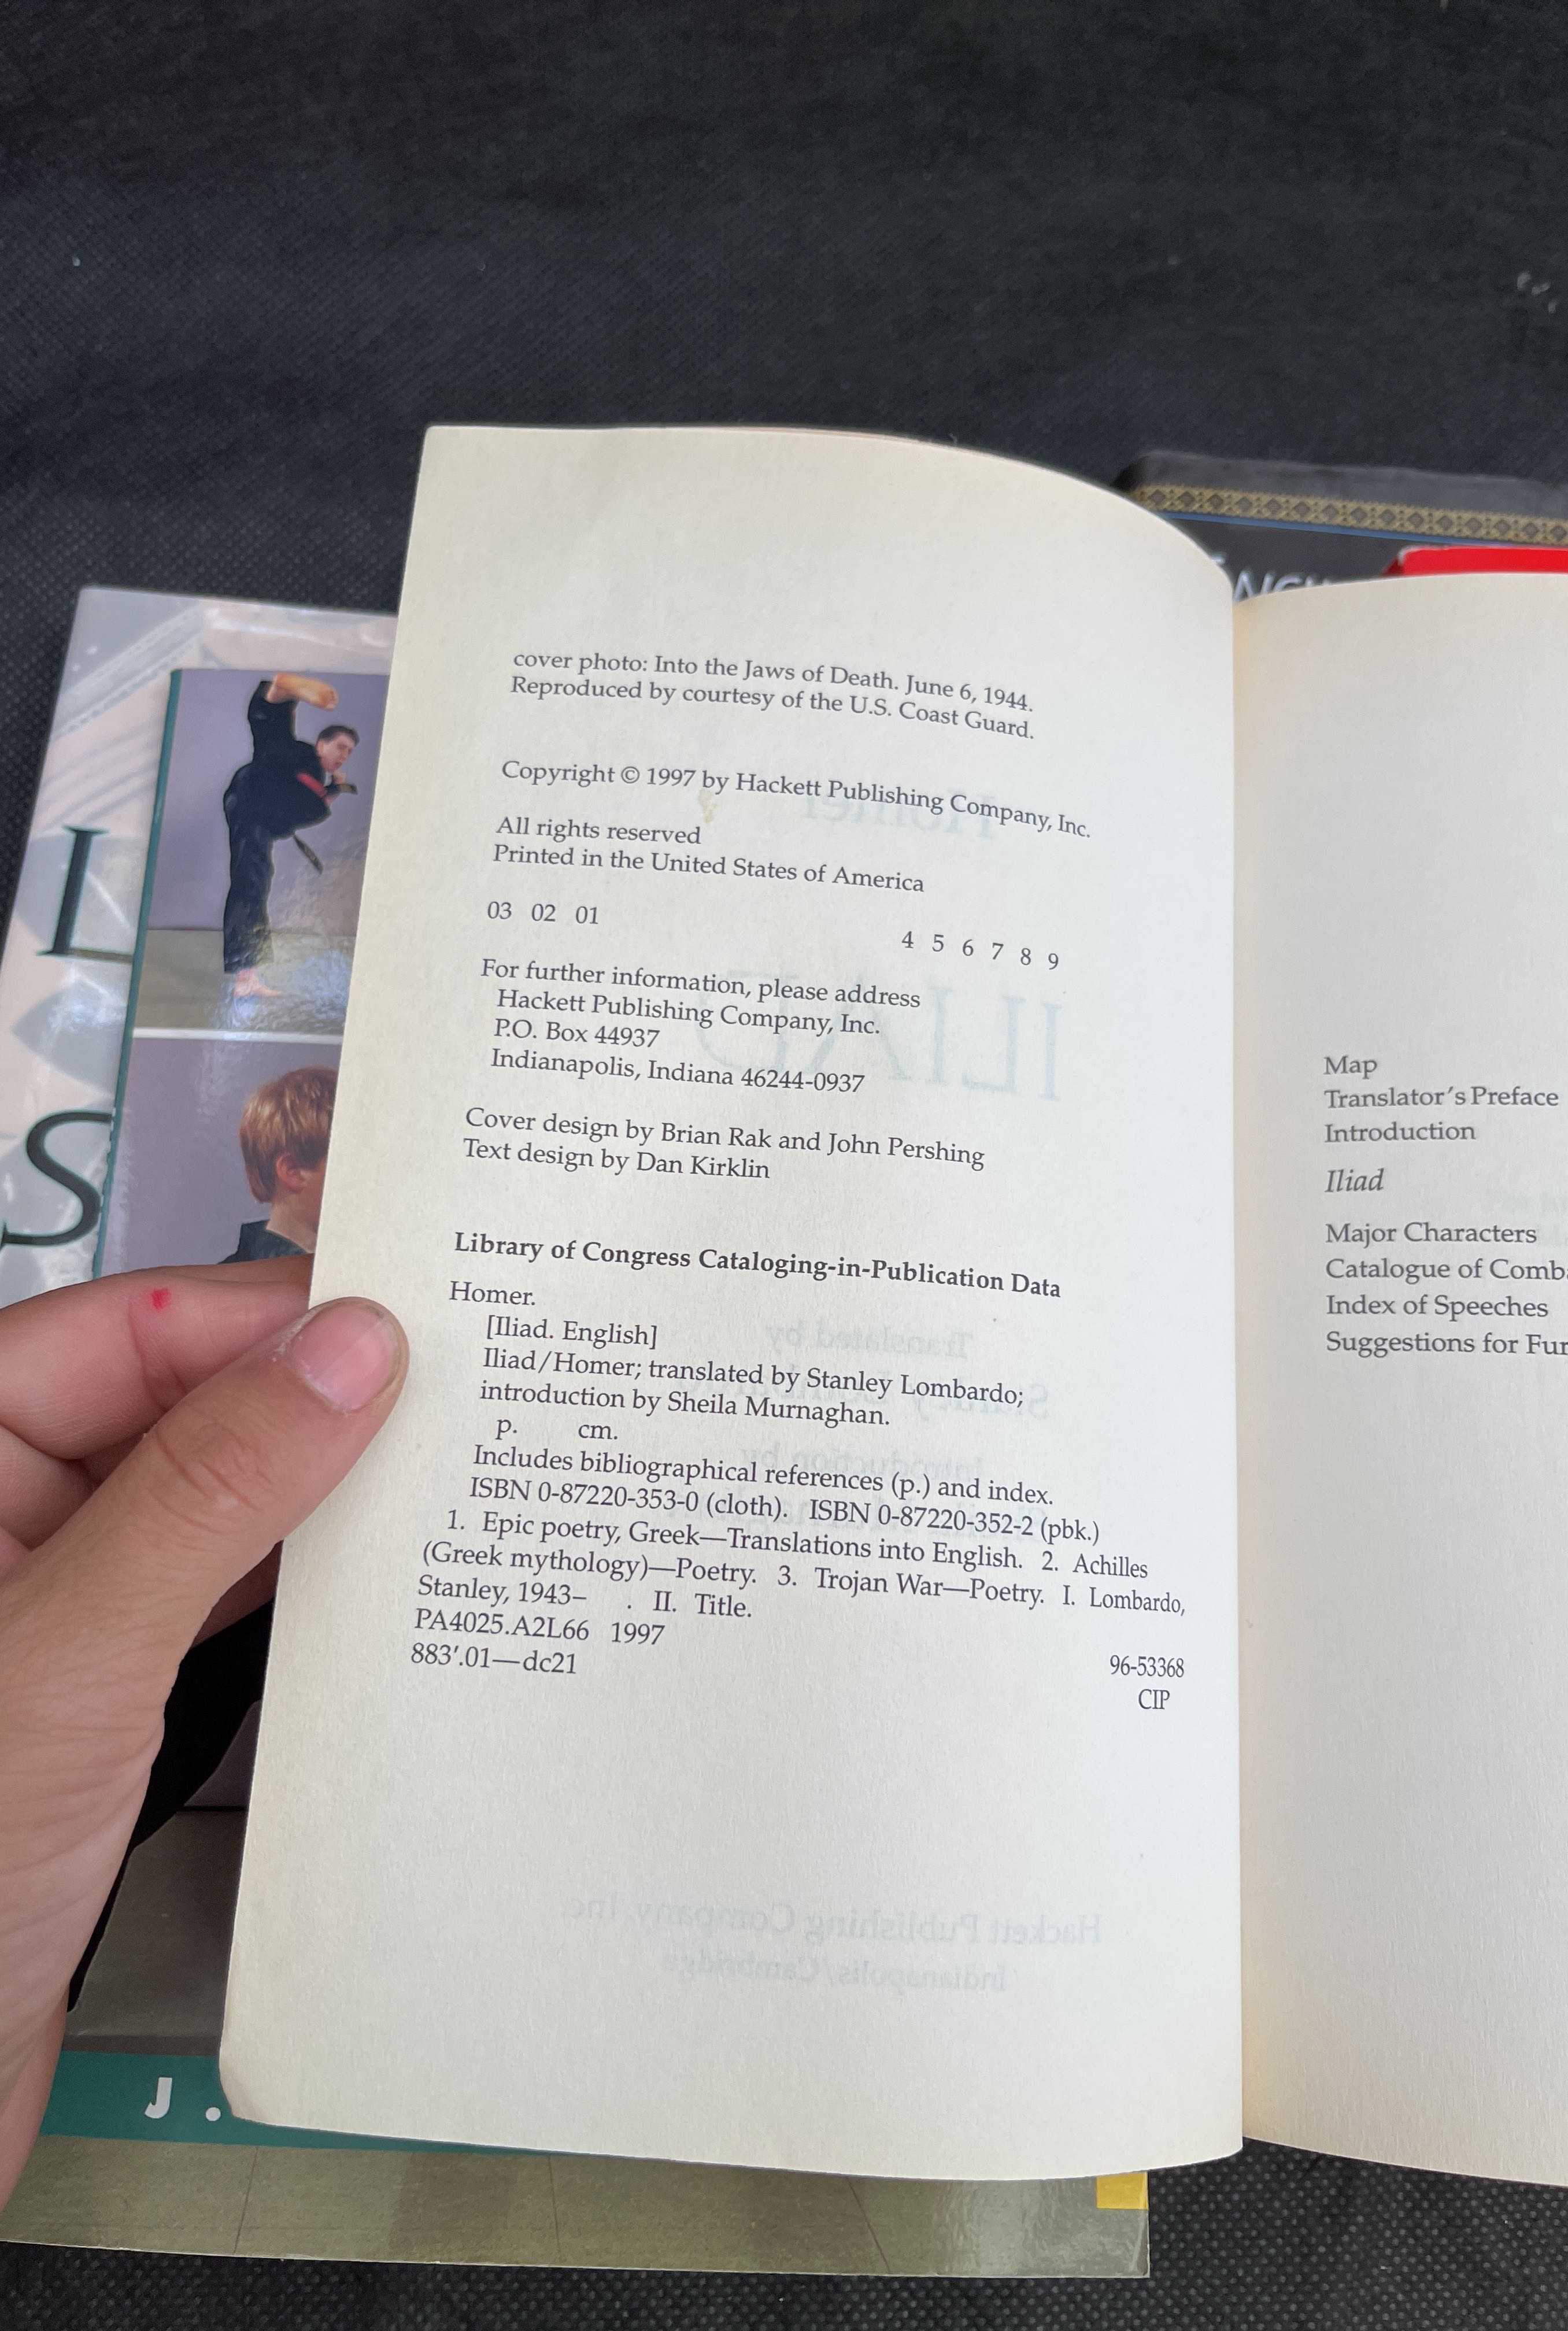 cover photo: Into the Jaws of Death. June 6, 1944.
Reproduced by courtesy of the U.S. Coast Guard.
Copyright © 1997 by Hackett Publishing Company, Inc.
All rights reserved
Printed in the United States of America
03 02 01 4 5 6 7 8 9
For further information, please address
Hackett Publishing Company, Inc.
P.O. Box 44937
Indianapolis, Indiana 46244-0937
Cover design by Brian Rak and John Pershing
Text design by Dan Kirklin
Library of Congress Cataloging-in-Publication Data
Homer.
[Iliad. English]
Iliad/Homer; translated by Stanley Lombardo;
introduction by Sheila Murnaghan.
p. cm.
Includes bibliographical references (p.) and index.
ISBN 0-87220-353-0 (cloth). ISBN 0-87220-352-2 (pbk.)
1. Epic poetry, Greek—Translations into English. 2. Achilles
(Greek mythology)—Poetry. 3. Trojan War—Poetry. I. Lombardo,
Stanley, 1943– . II. Title.
PA4025.A2L66 1997
883′.01—dc21
96-53368
CIP
Map
Translator's Preface
Introduction
Iliad
Major Characters
Catalogue of
Index of Speeches
Suggestions for
L
S
J.